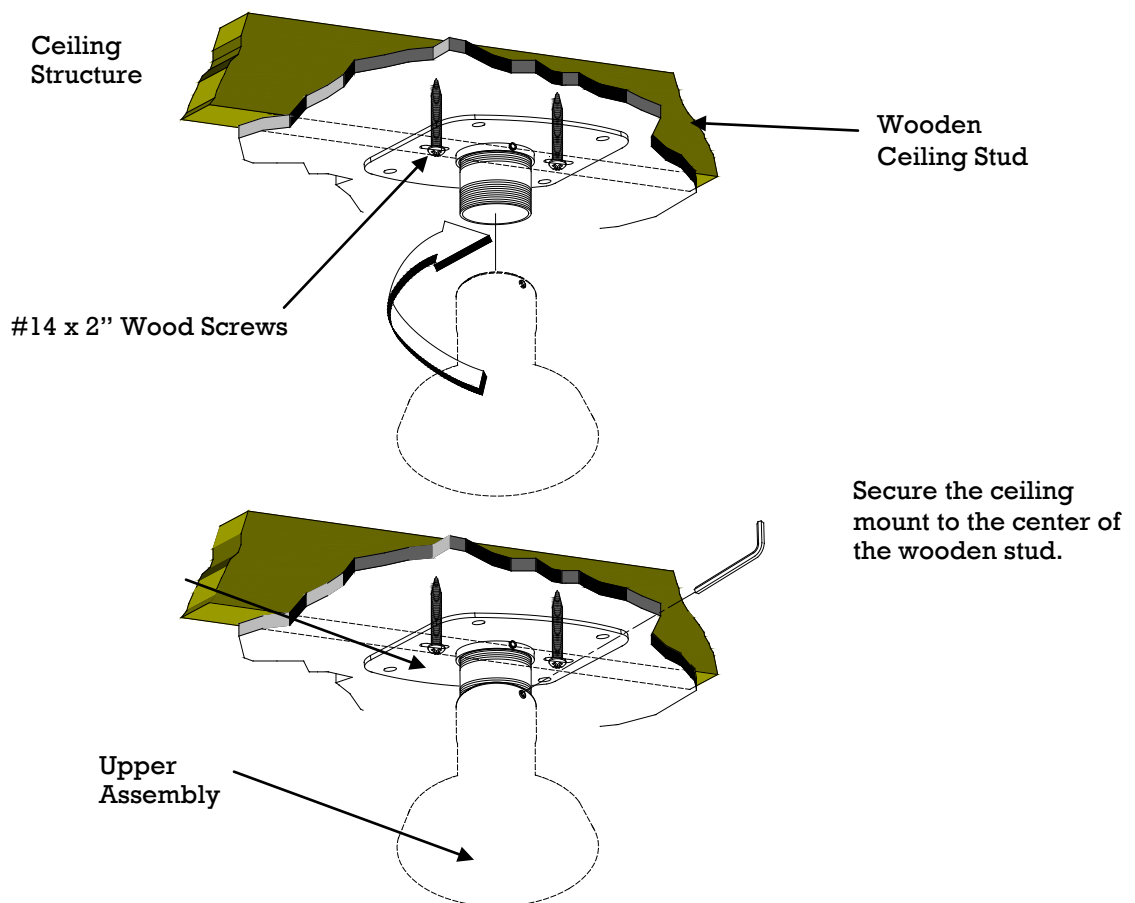 Ceiling
Structure
Wooden
Ceiling Stud
#14 x 2” Wood Screws
Secure the ceiling
mount to the center of
the wooden stud.
Upper
Assembly